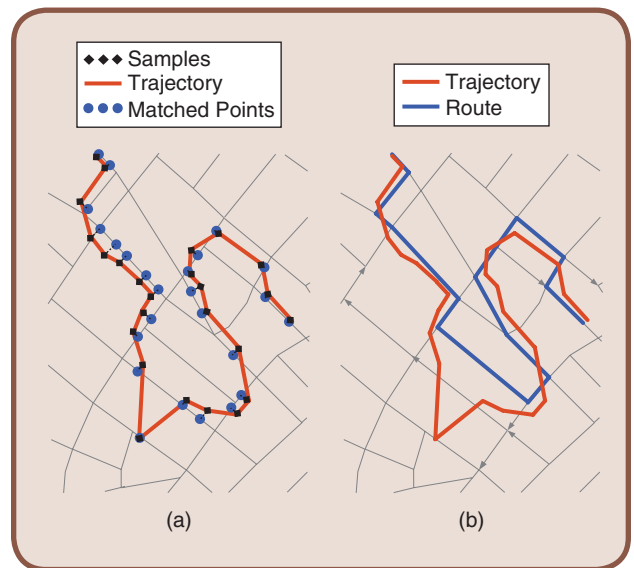 Samples
Trajectory
Matched Points
Trajectory
Route
(a)
(b)